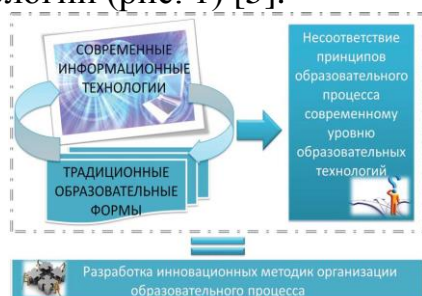 ологии (рис. 1) [5].
СОВРЕМЕННЫЕ
ИНФОРМАЦИОННЫЕ
ТЕХНОЛОГИИ
ТРАДИЦИОННЫЕ
ОБРАЗОВАТЕЛЬНЫЕ
ФОРМЫ
Несоответствие
принципов
образовательного
процесса
современному
уровню
образовательных
технологий
Разработка инновационных методик организации
образовательного процесса